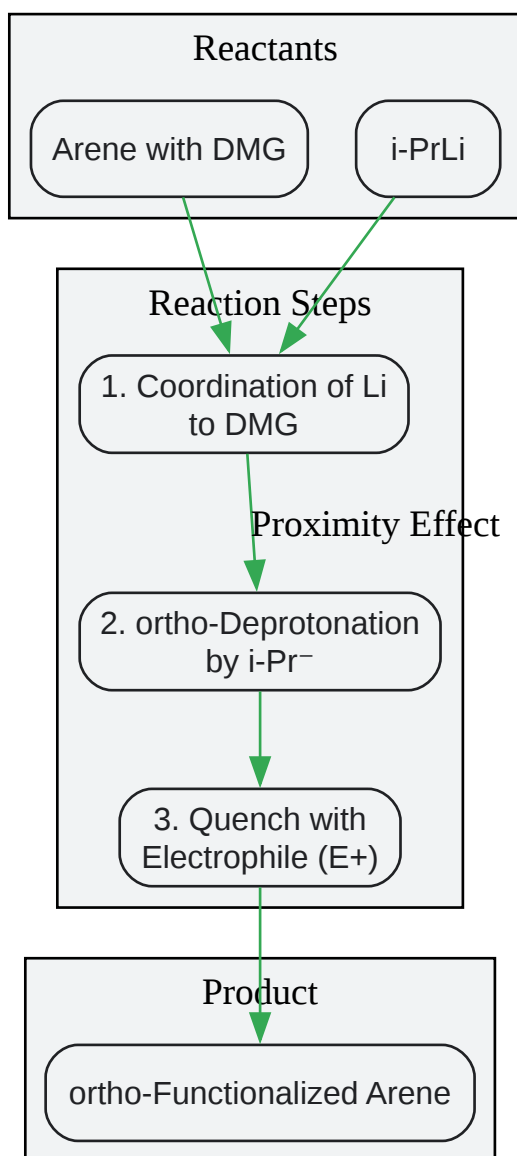 Reactants
Arene with DMG
i-PrLi
Reaction Steps
1. Coordination of Li
to DMG
Proximity Effect
2. ortho-Deprotonation
by i-Pr⁻
3. Quench with
Electrophile (E+)
Product
ortho-Functionalized Arene